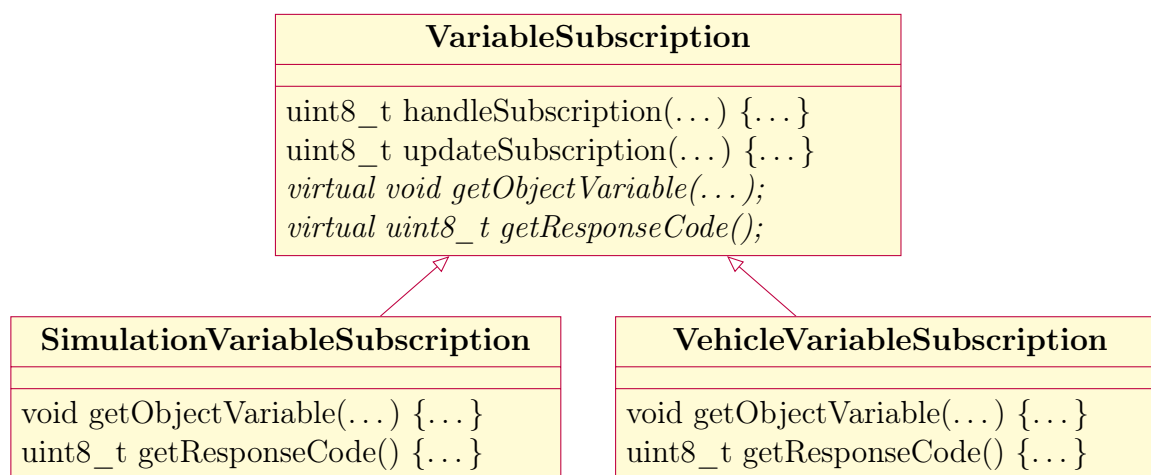 VariableSubscription
uint8_t handleSubscription(...) {...}
uint8_t updateSubscription(...) {...}
virtual void getObjectVariable(...);
virtual uint8_t getResponseCode();
SimulationVariableSubscription
void getObjectVariable(...) {...}
uint8_t getResponseCode() {...}
VehicleVariableSubscription
void getObjectVariable(...) {...}
uint8_t getResponseCode() {...}